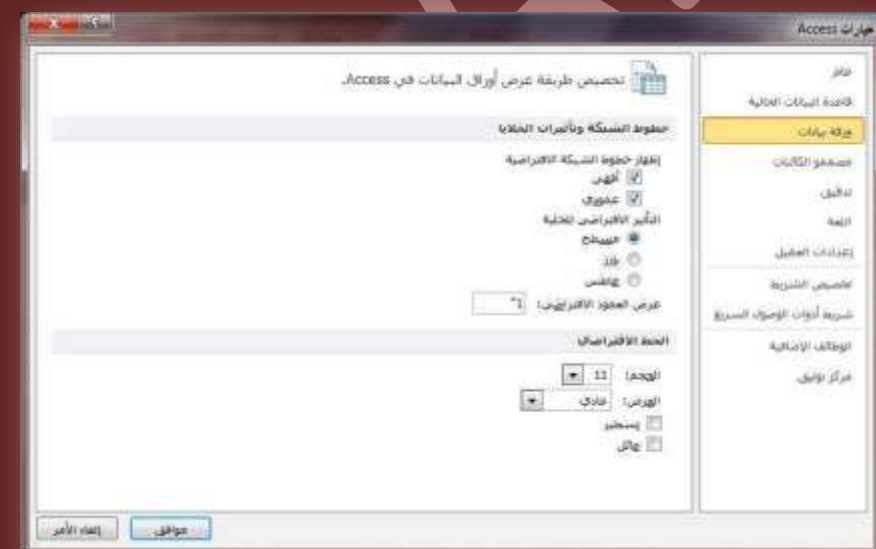 خيارات Access
عام
قاعدة البيانات الحالية
ورقة بيانات
مصممو الكائنات
تدقيق
اللغة
إعدادات العميل
تخصيص الشريط
شريط أدوات الوصول السريع
الوظائف الإضافية
مركز توثيق
تخصيص طريقة عرض أوراق البيانات في Access.
خطوط الشبكة وتأثيرات الخلايا
إظهار خطوط الشبكة الافتراضية
أفقي
عمودي
التأثير الافتراضي للخلية
مسطح
بارز
غاطس
عرض العمود الافتراضي: 1"
الخط الافتراضي
الحجم: 11
العرض: عادي
تسطير
مائل
موافق
إلغاء الأمر